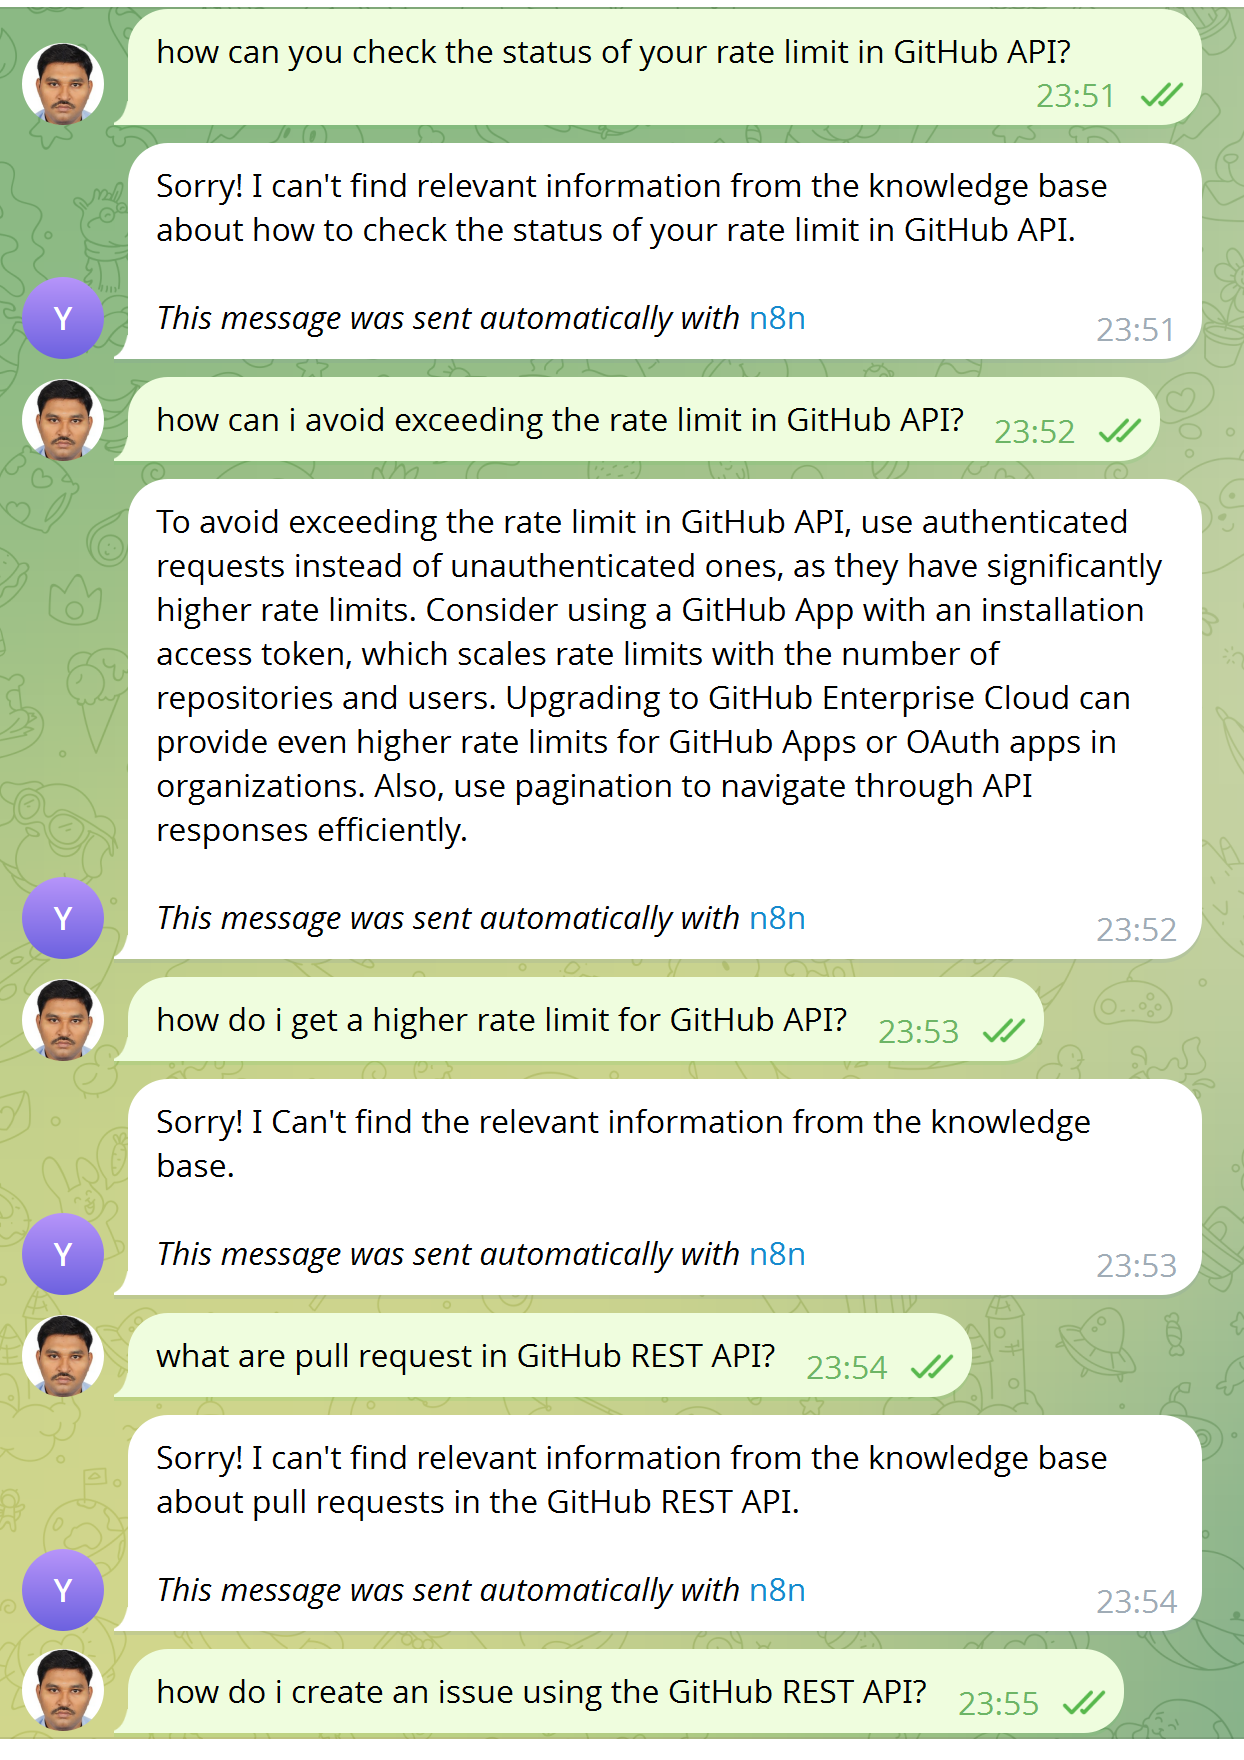 how can you check the status of your rate limit in GitHub API?
23:51
Sorry! I can't find relevant information from the knowledge base
about how to check the status of your rate limit in GitHub API.
This message was sent automatically with n8n
23:51
Y
how can i avoid exceeding the rate limit in GitHub API?
23:52
To avoid exceeding the rate limit in GitHub API, use authenticated
requests instead of unauthenticated ones, as they have significantly
higher rate limits. Consider using a GitHub App with an installation
access token, which scales rate limits with the number of
repositories and users. Upgrading to GitHub Enterprise Cloud can
provide even higher rate limits for GitHub Apps or OAuth apps in
organizations. Also, use pagination to navigate through API
responses efficiently.
This message was sent automatically with n8n
23:52
Y
how do i get a higher rate limit for GitHub API?
23:53
Sorry! I Can't find the relevant information from the knowledge
base.
This message was sent automatically with n8n
23:53
Y
what are pull request in GitHub REST API?
23:54
Sorry! I can't find relevant information from the knowledge base
about pull requests in the GitHub REST API.
This message was sent automatically with n8n
23:54
Y
how do i create an issue using the GitHub REST API?
23:55